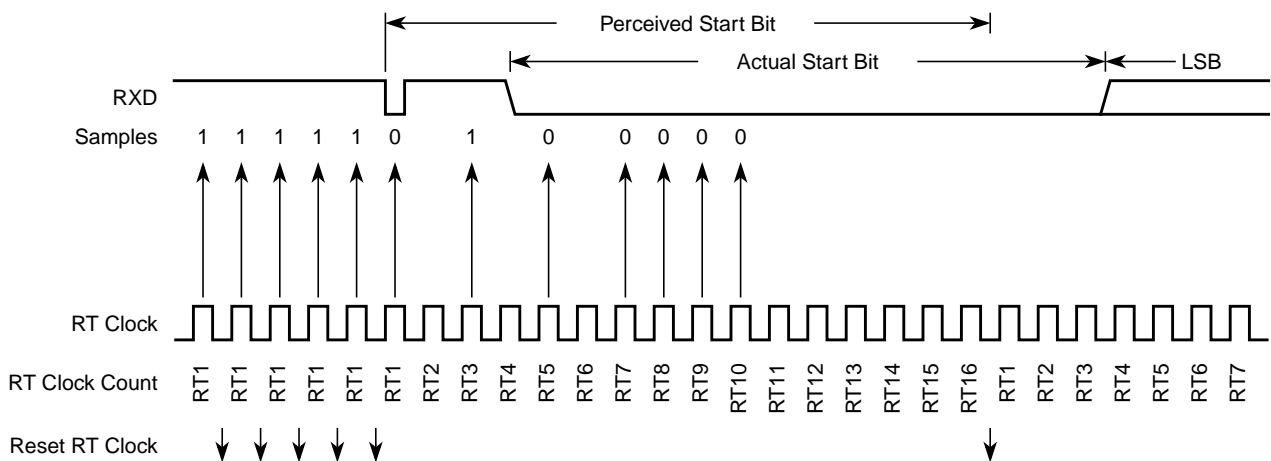 Perceived Start Bit
Actual Start Bit LSB
RXD
Samples 1 1 1 1 1 0 1 0 0 0 0 0
RT Clock
RT Clock Count RT1 RT1 RT1 RT1 RT1 RT1 RT2 RT3 RT4 RT5 RT6 RT7 RT8 RT9 RT10 RT11 RT12 RT13 RT14 RT15 RT16 RT1 RT2 RT3 RT4 RT5 RT6 RT7
Reset RT Clock